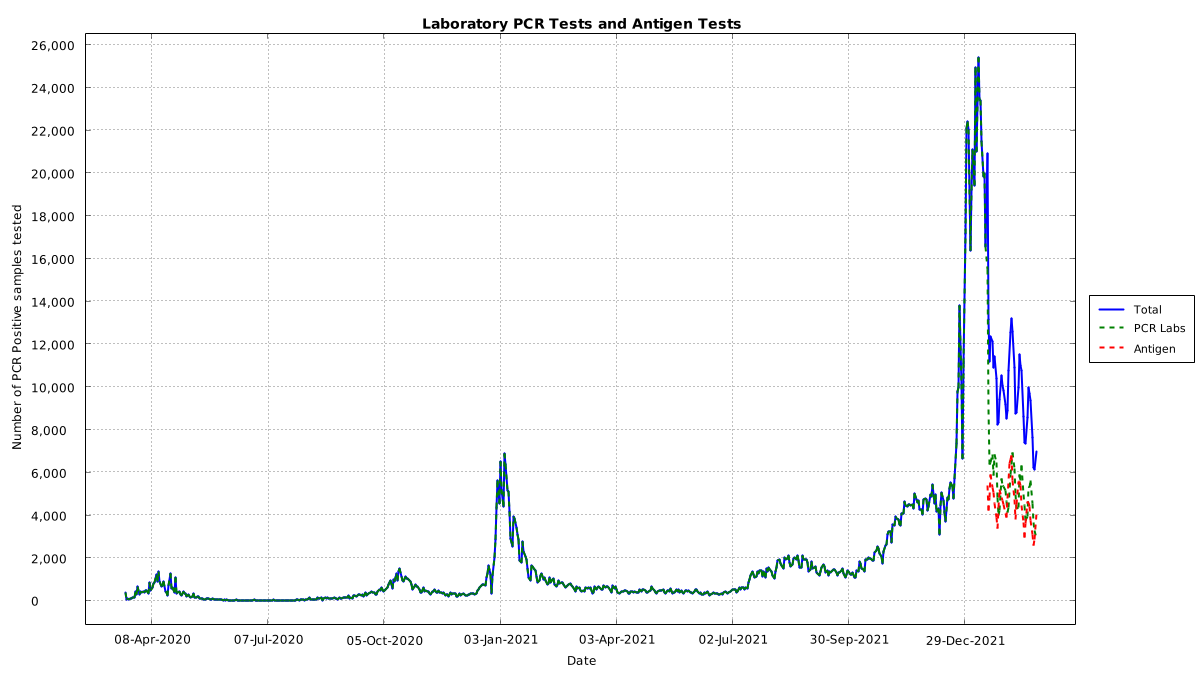 Laboratory PCR Tests and Antigen Tests
26,000
24,000
22,000
20,000
18,000
16,000
14,000
12,000
10,000
8,000
6,000
4,000
2,000
0
Number of PCR Positive samples tested
08-Apr-2020 07-Jul-2020 05-Oct-2020 03-Jan-2021 03-Apr-2021 02-Jul-2021 30-Sep-2021 29-Dec-2021
Date
Total
PCR Labs
Antigen